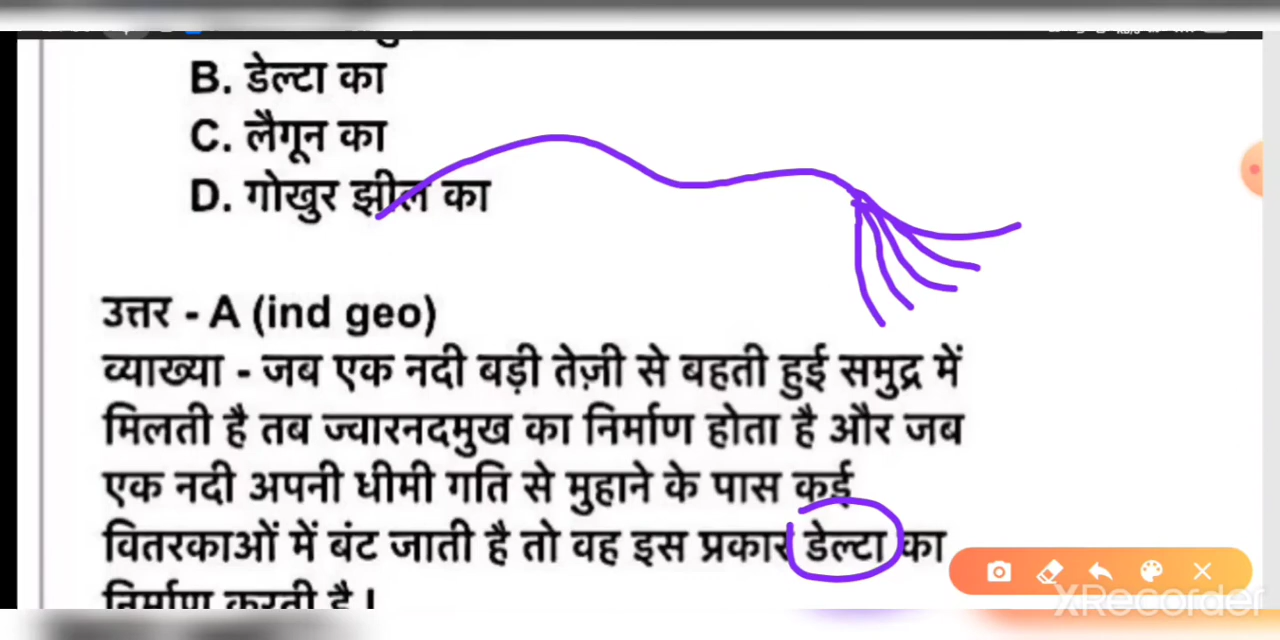 B. डेल्टा का
C. लैगून का
D. गोखुर झील का
उत्तर - A (ind geo)
व्याख्या - जब एक नदी बड़ी तेज़ी से बहती हुई समुद्र में
मिलती है तब ज्वारनदमुख का निर्माण होता है और जब
एक नदी अपनी धीमी गति से मुहाने के पास कई
वितरकाओं में बंट जाती है तो वह इस प्रकार डेल्टा का
निर्माण करती है।
XRecorder